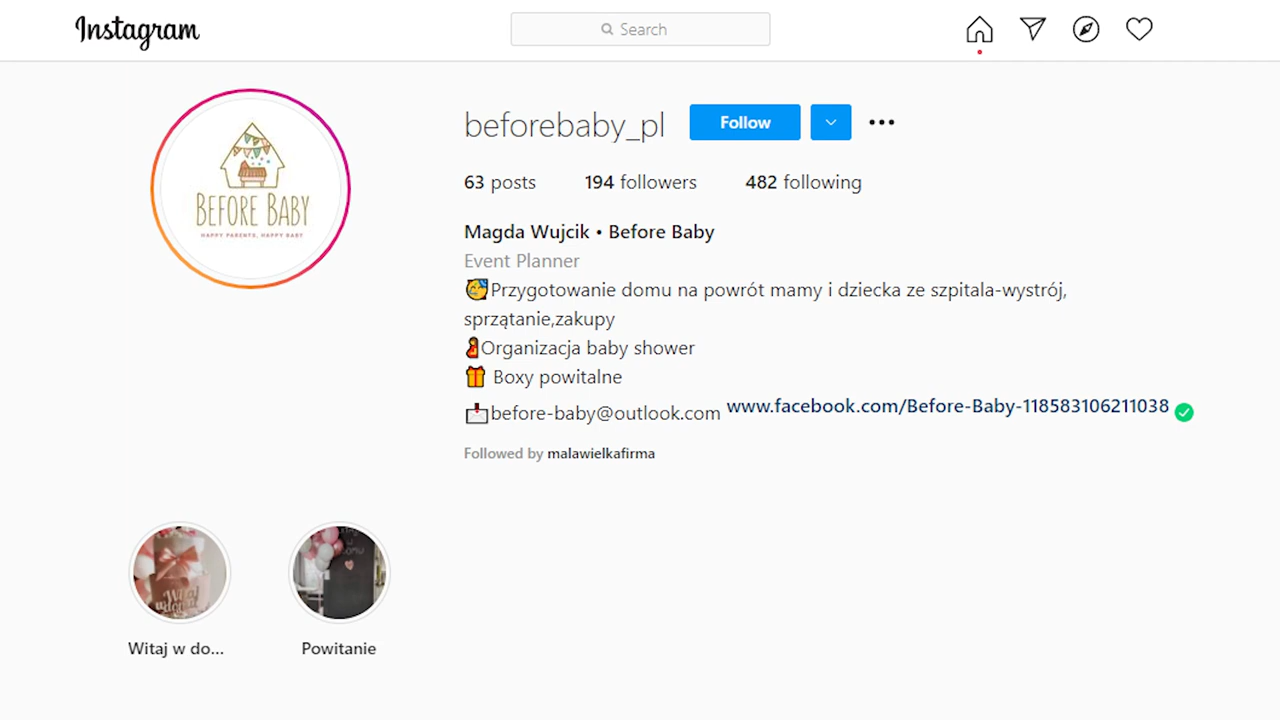 Instagram
Search
BEFORE BABY
HAPPY PARENTS, HAPPY BABY
beforebaby_pl
Follow
63 posts
194 followers
482 following
Magda Wujcik • Before Baby
Event Planner
Przygotowanie domu na powrót mamy i dziecka ze szpitala-wystrój,
sprzątanie,zakupy
Organizacja baby shower
Boxy powitalne
before-baby@outlook.com www.facebook.com/Before-Baby-118583106211038
Followed by malawielkafirma
Witaj
w domu
Witaj w do...
Powitanie